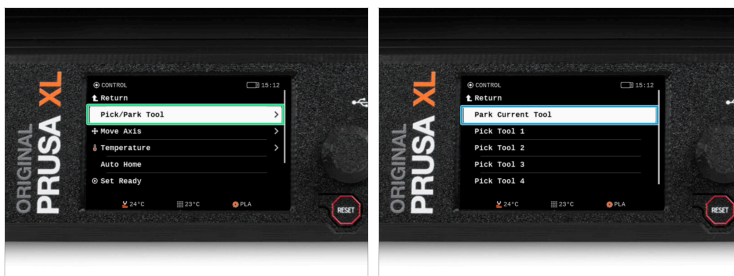 CONTROL
15:12
Return
Pick/Park Tool
Move Axis
Temperature
Auto Home
Set Ready
24°C
23°C
PLA
ORIGINAL
PRUSA XL
RESET
CONTROL
15:12
Return
Park Current Tool
Pick Tool 1
Pick Tool 2
Pick Tool 3
Pick Tool 4
24°C
23°C
PLA
ORIGINAL
PRUSA XL
RESET